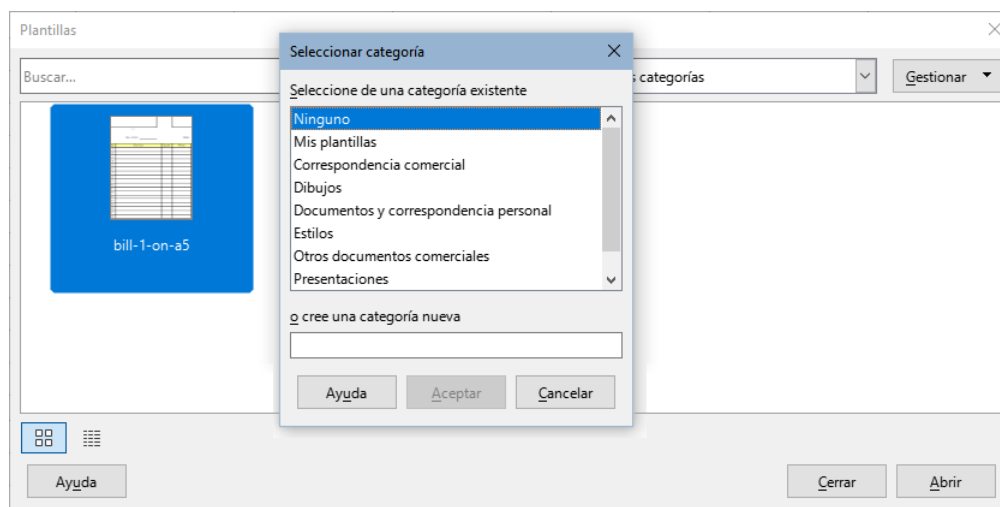 Plantillas
Seleccionar categoría
Buscar...
categorías
Gestionar
Seleccione de una categoría existente
Ninguno
Mis plantillas
Correspondencia comercial
Dibujos
Documentos y correspondencia personal
Estilos
Otros documentos comerciales
Presentaciones
bill-1-on-a5
o cree una categoría nueva
Ayuda Aceptar Cancelar
Ayuda Cerrar Abrir